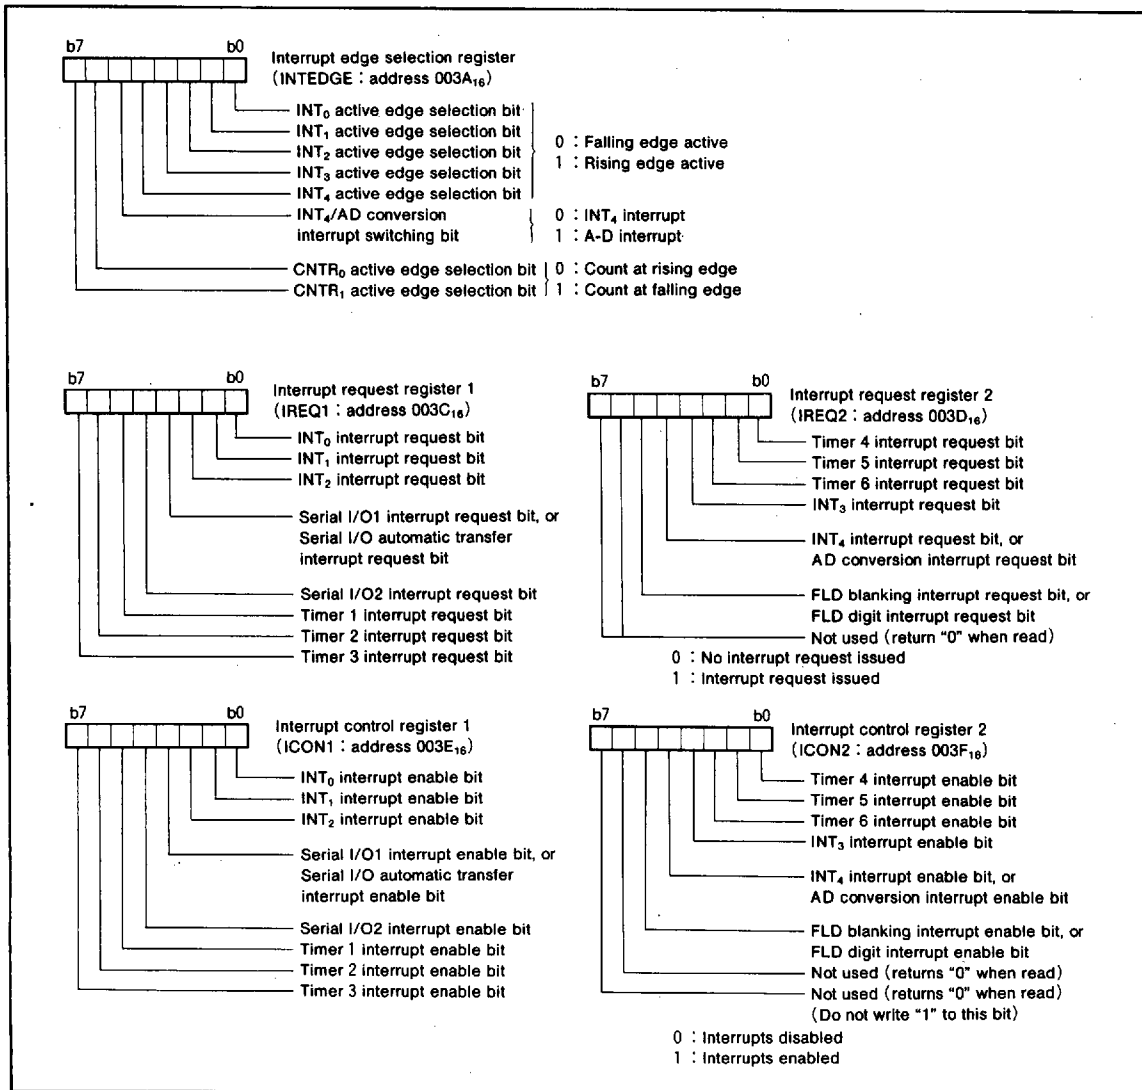 b7 b0
Interrupt edge selection register
(INTEDGE : address 003A₁₆)
INT₀ active edge selection bit
INT₁ active edge selection bit
INT₂ active edge selection bit
INT₃ active edge selection bit
INT₄ active edge selection bit
0 : Falling edge active
1 : Rising edge active
INT₄/AD conversion
interrupt switching bit
0 : INT₄ interrupt
1 : A-D interrupt
CNTR₀ active edge selection bit
CNTR₁ active edge selection bit
0 : Count at rising edge
1 : Count at falling edge
b7 b0
Interrupt request register 1
(IREQ1 : address 003C₁₆)
INT₀ interrupt request bit
INT₁ interrupt request bit
INT₂ interrupt request bit
Serial I/O1 interrupt request bit, or
Serial I/O automatic transfer
interrupt request bit
Serial I/O2 interrupt request bit
Timer 1 interrupt request bit
Timer 2 interrupt request bit
Timer 3 interrupt request bit
b7 b0
Interrupt request register 2
(IREQ2 : address 003D₁₆)
Timer 4 interrupt request bit
Timer 5 interrupt request bit
Timer 6 interrupt request bit
INT₃ interrupt request bit
INT₄ interrupt request bit, or
AD conversion interrupt request bit
FLD blanking interrupt request bit, or
FLD digit interrupt request bit
Not used (return "0" when read)
0 : No interrupt request issued
1 : Interrupt request issued
b7 b0
Interrupt control register 1
(ICON1 : address 003E₁₆)
INT₀ interrupt enable bit
INT₁ interrupt enable bit
INT₂ interrupt enable bit
Serial I/O1 interrupt enable bit, or
Serial I/O automatic transfer
interrupt enable bit
Serial I/O2 interrupt enable bit
Timer 1 interrupt enable bit
Timer 2 interrupt enable bit
Timer 3 interrupt enable bit
b7 b0
Interrupt control register 2
(ICON2 : address 003F₁₆)
Timer 4 interrupt enable bit
Timer 5 interrupt enable bit
Timer 6 interrupt enable bit
INT₃ interrupt enable bit
INT₄ interrupt enable bit, or
AD conversion interrupt enable bit
FLD blanking interrupt enable bit, or
FLD digit interrupt enable bit
Not used (returns "0" when read)
Not used (returns "0" when read)
(Do not write "1" to this bit)
0 : Interrupts disabled
1 : Interrupts enabled